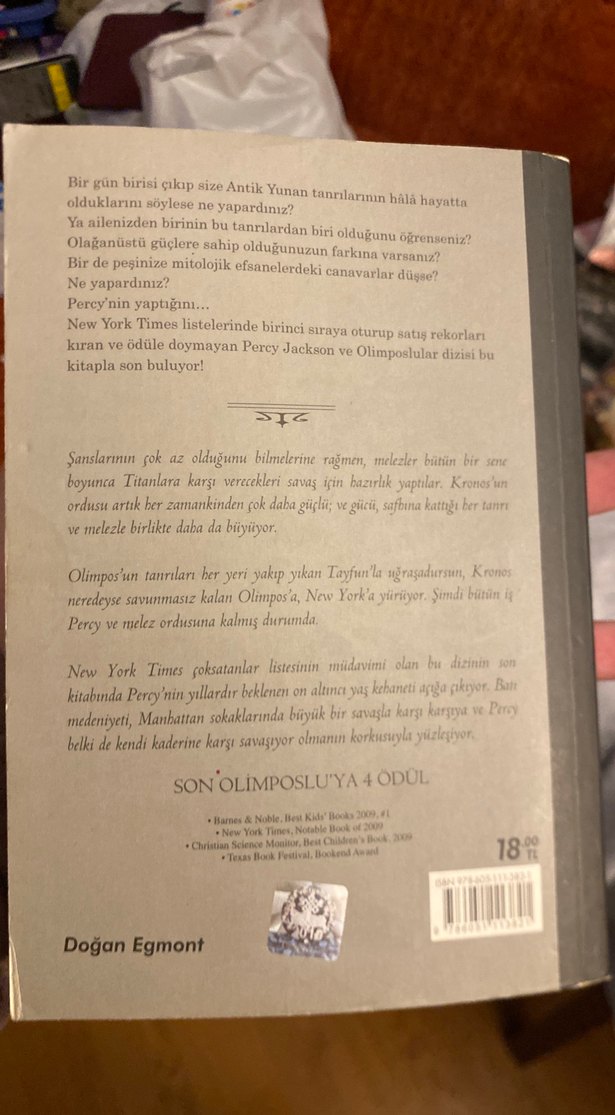 Bir gün birisi çıkıp size Antik Yunan tanrılarının hâlâ hayatta
olduklarını söylese ne yapardınız?
Ya ailenizden birinin bu tanrılardan biri olduğunu öğrenseniz?
Olağanüstü güçlere sahip olduğunuzun farkına varsanız?
Bir de peşinize mitolojik efsanelerdeki canavarlar düşse?
Ne yapardınız?
Percy'nin yaptığını...
New York Times listelerinde birinci sıraya oturup satış rekorları
kıran ve ödüle doymayan Percy Jackson ve Olimposlular dizisi bu
kitapla son buluyor!
Şanslarının çok az olduğunu bilmelerine rağmen, melezler bütün bir sene
boyunca Titanlara karşı verecekleri savaş için hazırlık yaptılar. Kronos'un
ordusu artık her zamankinden çok daha güçlü; ve gücü, safhına kattığı her tanrı
ve melezle birlikte daha da büyüyor.
Olimpos'un tanrıları her yeri yakıp yıkan Tayfun'la uğraşadursun, Kronos
neredeyse savunmasız kalan Olimpos'a, New York'a yürüyor. Şimdi bütün iş
Percy ve melez ordusuna kalmış durumda.
New York Times çoksatanlar listesinin müdavimi olan bu dizinin son
kitabında Percy'nin yıllardır beklenen on altıncı yaş kehaneti açığa çıkıyor. Batı
medeniyeti, Manhattan sokaklarında büyük bir savaşla karşı karşıya ve Percy
belki de kendi kaderine karşı savaşıyor olmanın korkusuyla yüzleşiyor.
SON OLİMPOSLU'YA 4 ÖDÜL
• Barnes & Noble, Best Kids' Books 2009, #1
• New York Times, Notable Book of 2009
• Christian Science Monitor, Best Children's Book, 2009
• Texas Book Festival, Bookend Award
18.00
TL
ISBN 978-605-111-382-1
9 786051 113821
Doğan Egmont